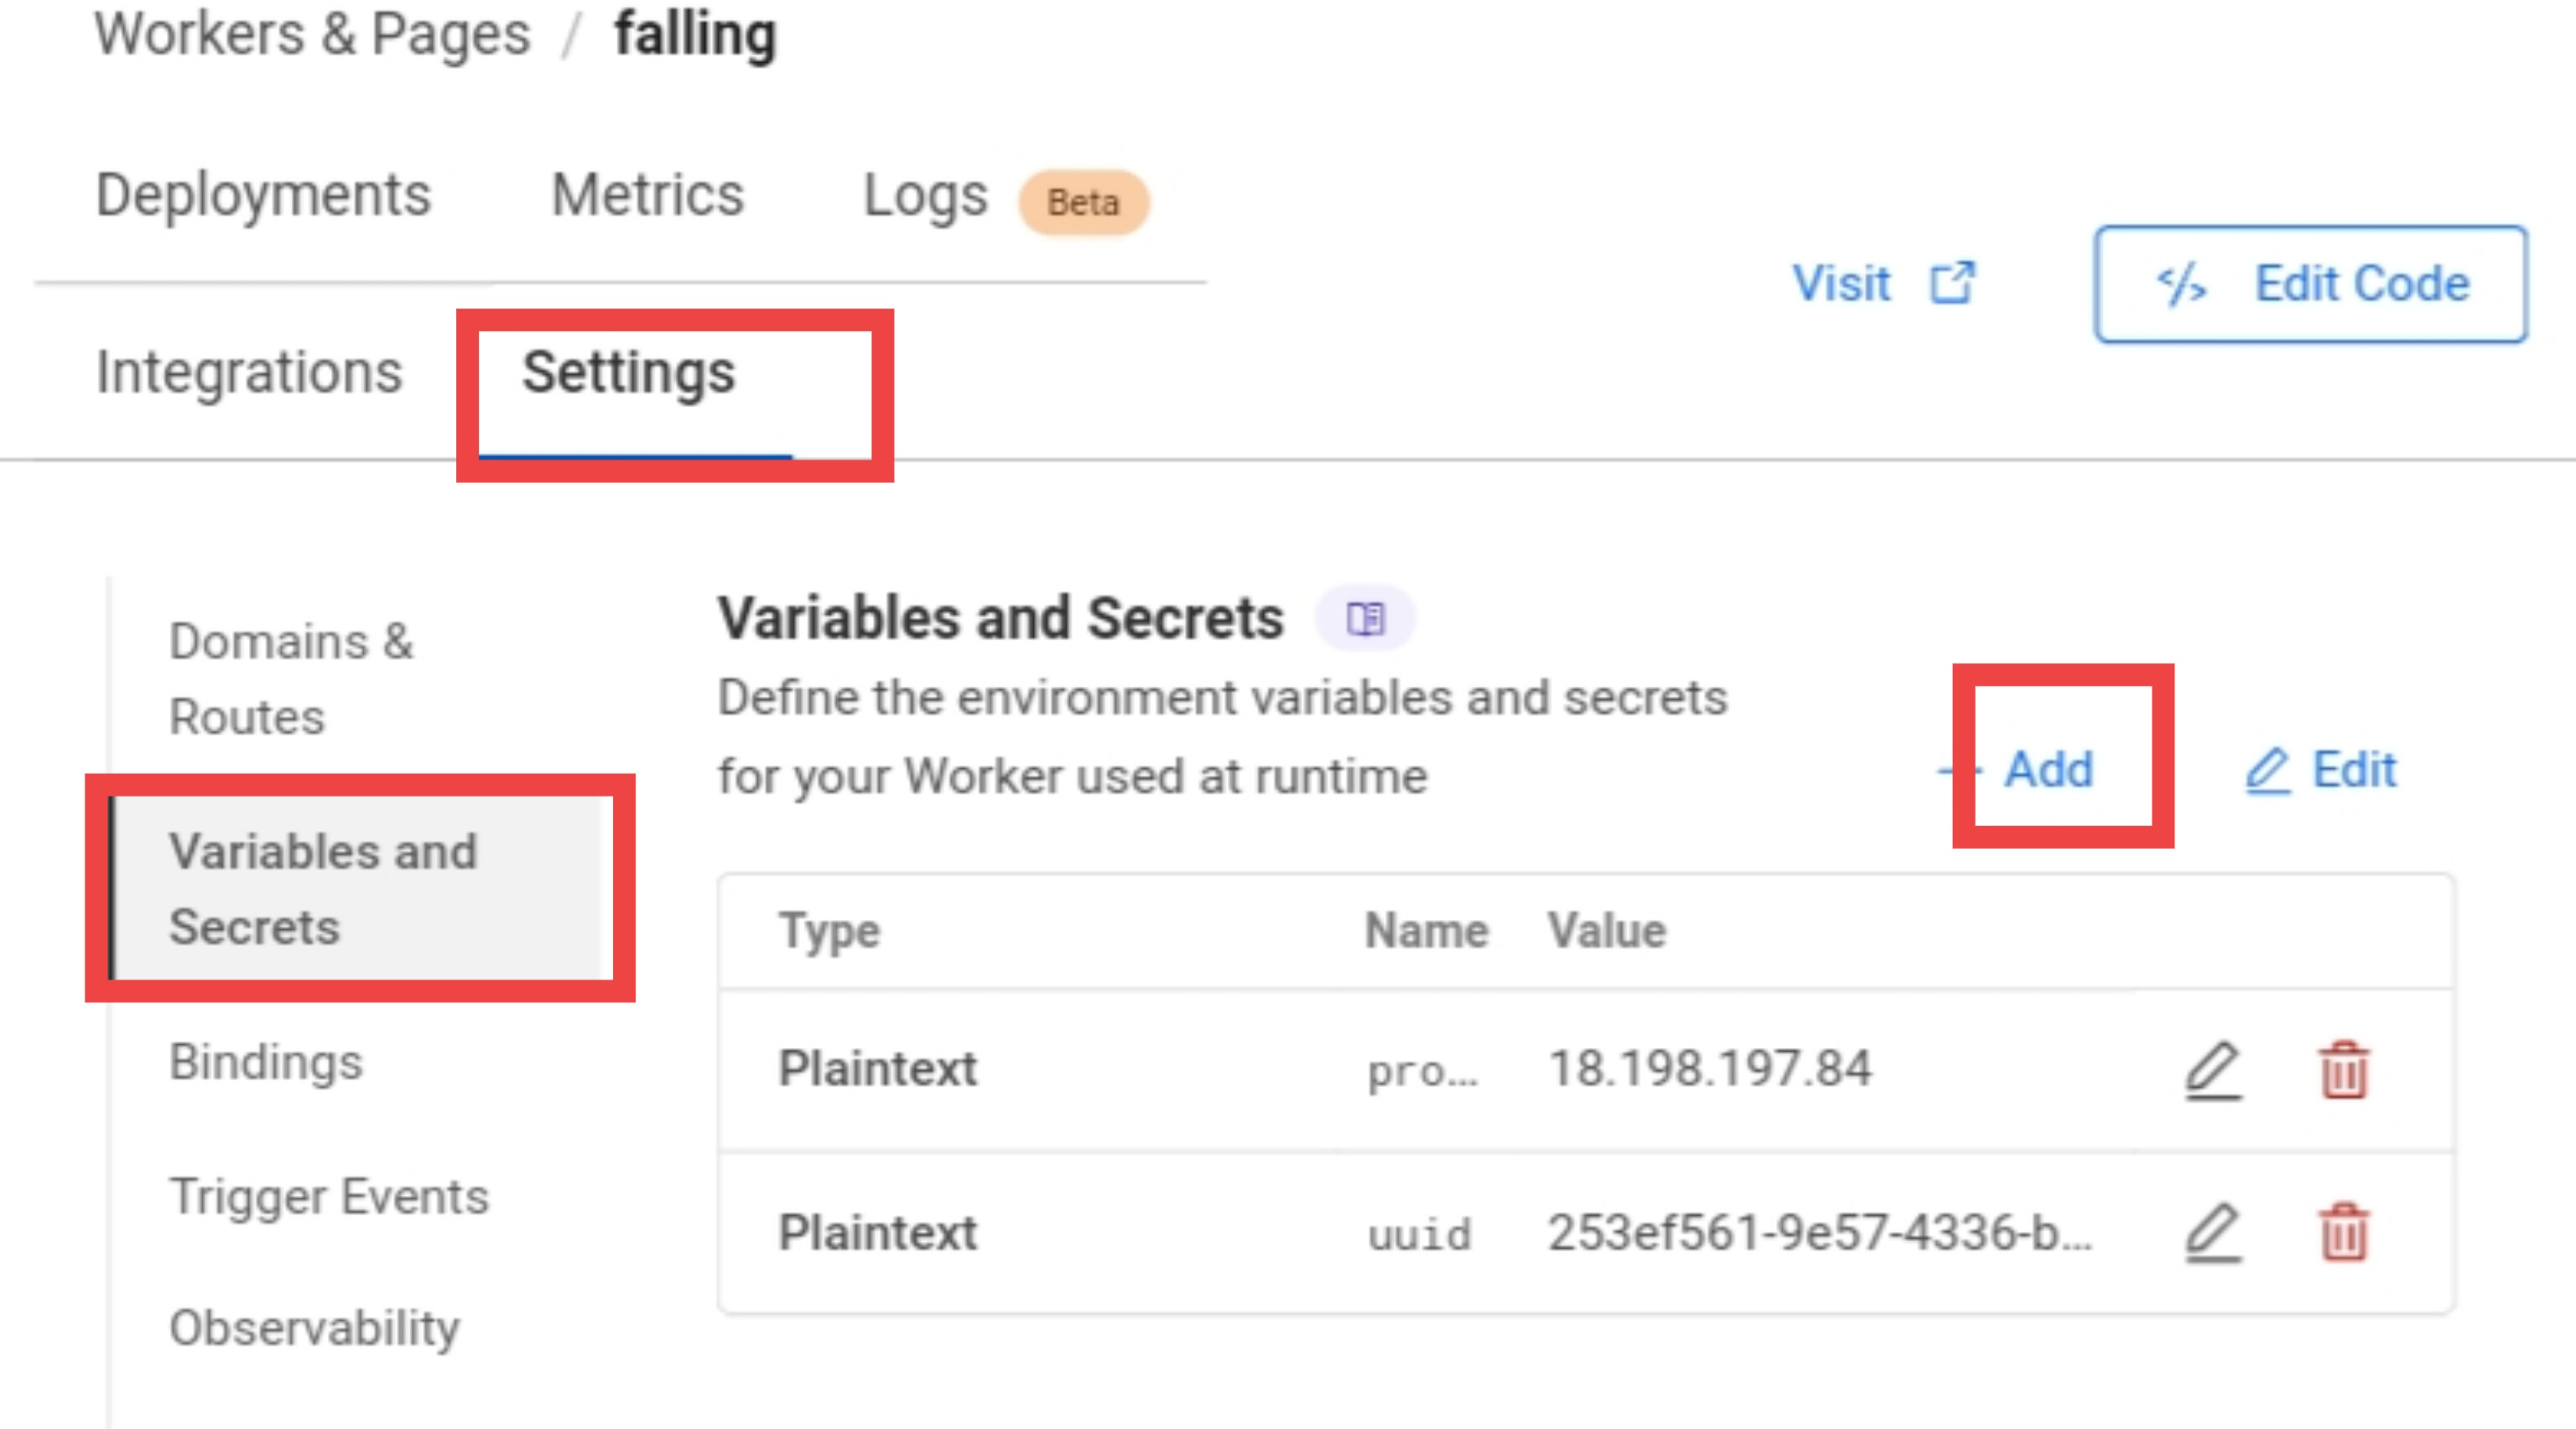 Workers & Pages / falling
Deployments Metrics Logs Beta
Visit </> Edit Code
Integrations Settings
Domains &
Routes
Variables and
Secrets
Bindings
Trigger Events
Observability
Variables and Secrets
Define the environment variables and secrets
for your Worker used at runtime
Add Edit
Type Name Value
Plaintext pro... 18.198.197.84
Plaintext uuid 253ef561-9e57-4336-b...